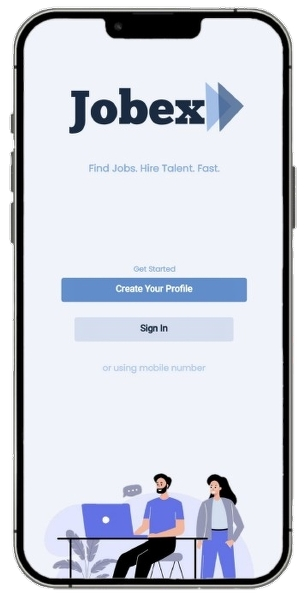 Jobex
Find Jobs. Hire Talent. Fast.
Get Started
Create Your Profile
Sign In
or using mobile number